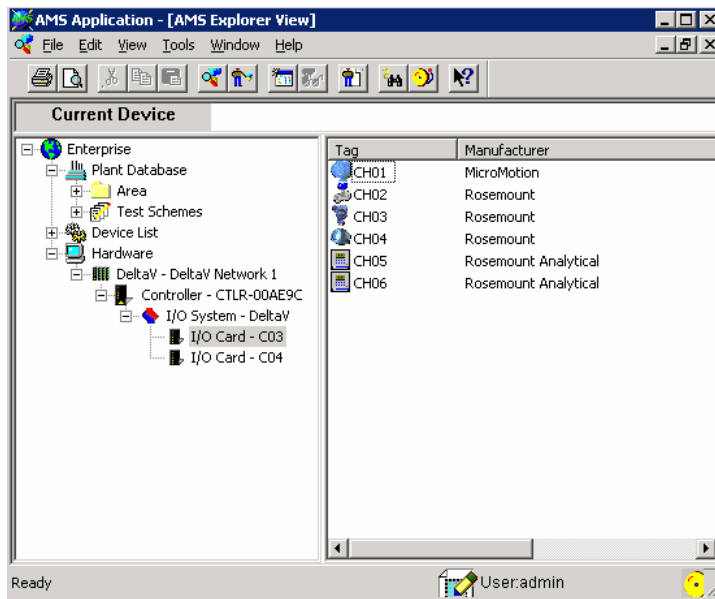 AMS Application - [AMS Explorer View]
File Edit View Tools Window Help
Current Device
Enterprise
Plant Database
Area
Test Schemes
Device List
Hardware
DeltaV - DeltaV Network 1
Controller - CTLR-00AE9C
I/O System - DeltaV
I/O Card - C03
I/O Card - C04
Tag Manufacturer
CH01 MicroMotion
CH02 Rosemount
CH03 Rosemount
CH04 Rosemount
CH05 Rosemount Analytical
CH06 Rosemount Analytical
Ready User:admin